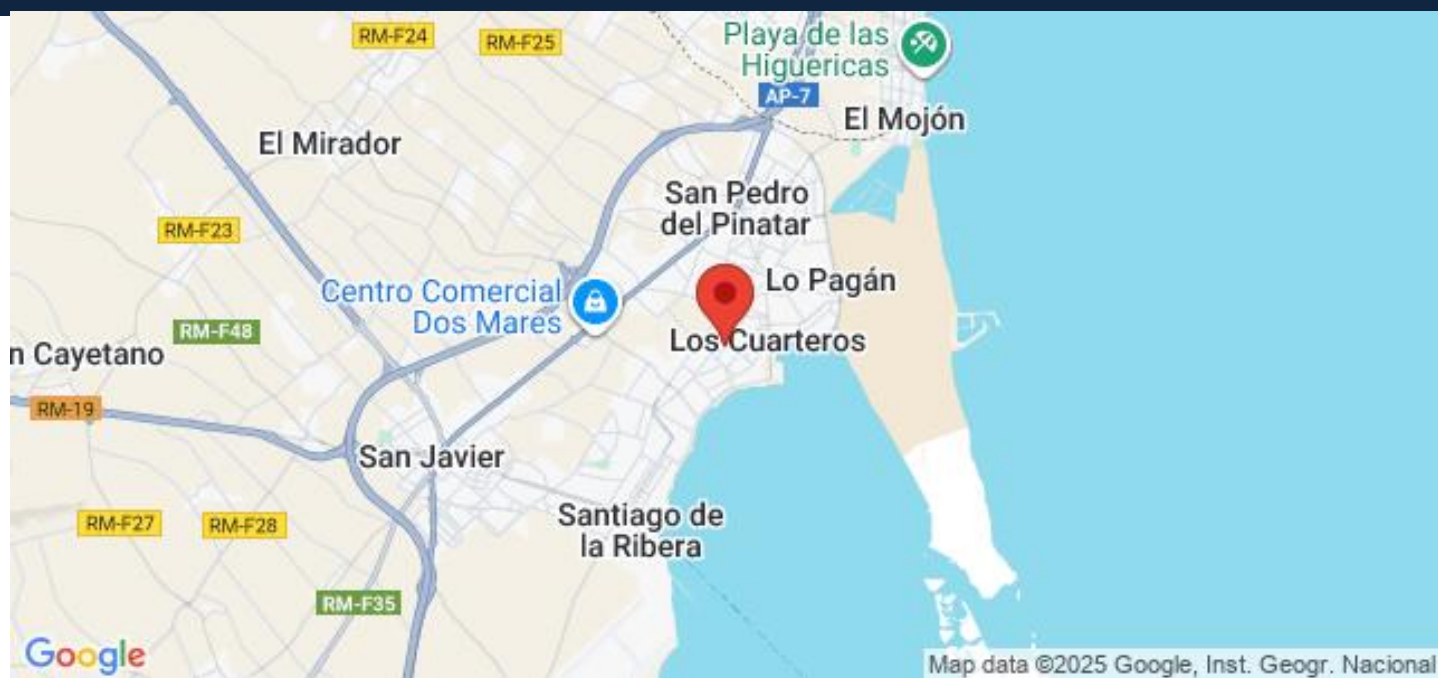 RM-F24
RM-F25
Playa de las
Higuericas
AP-7
El Mojón
El Mirador
San Pedro
del Pinatar
RM-F23
Lo Pagán
Centro Comercial
Dos Mares
RM-F48
Los Cuarteros
n Cayetano
RM-19
San Javier
RM-F27
RM-F28
Santiago de
la Ribera
RM-F35
Google
Map data ©2025 Google, Inst. Geogr. Nacional